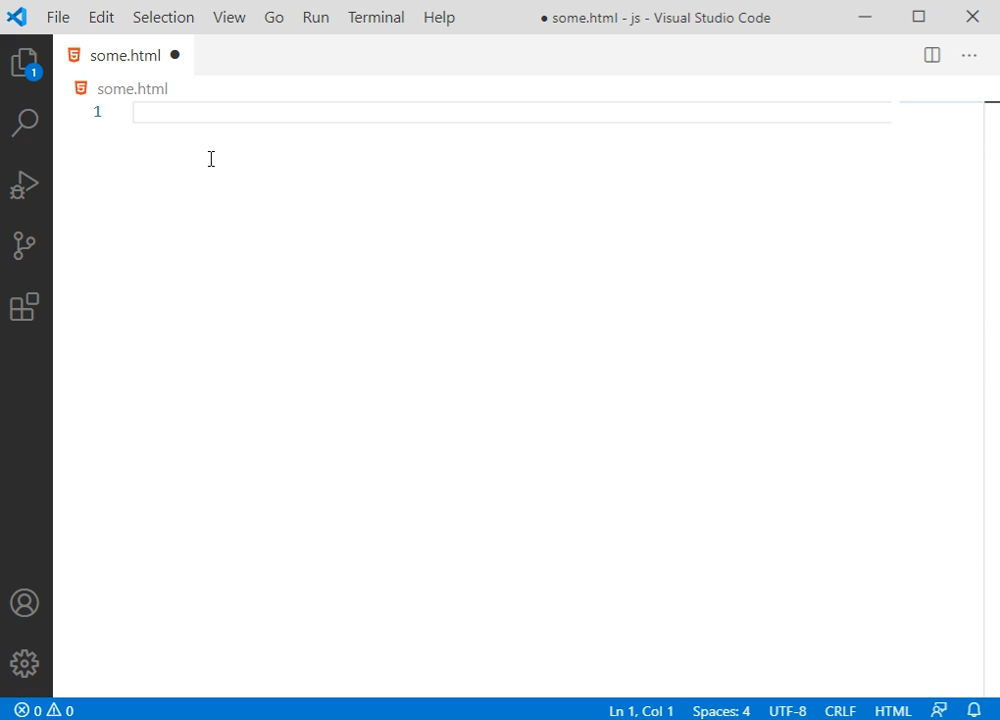 File Edit Selection View Go Run Terminal Help ● some.html - js - Visual Studio Code
some.html ●
1
some.html
1
0 0 Ln 1, Col 1 Spaces: 4 UTF-8 CRLF HTML